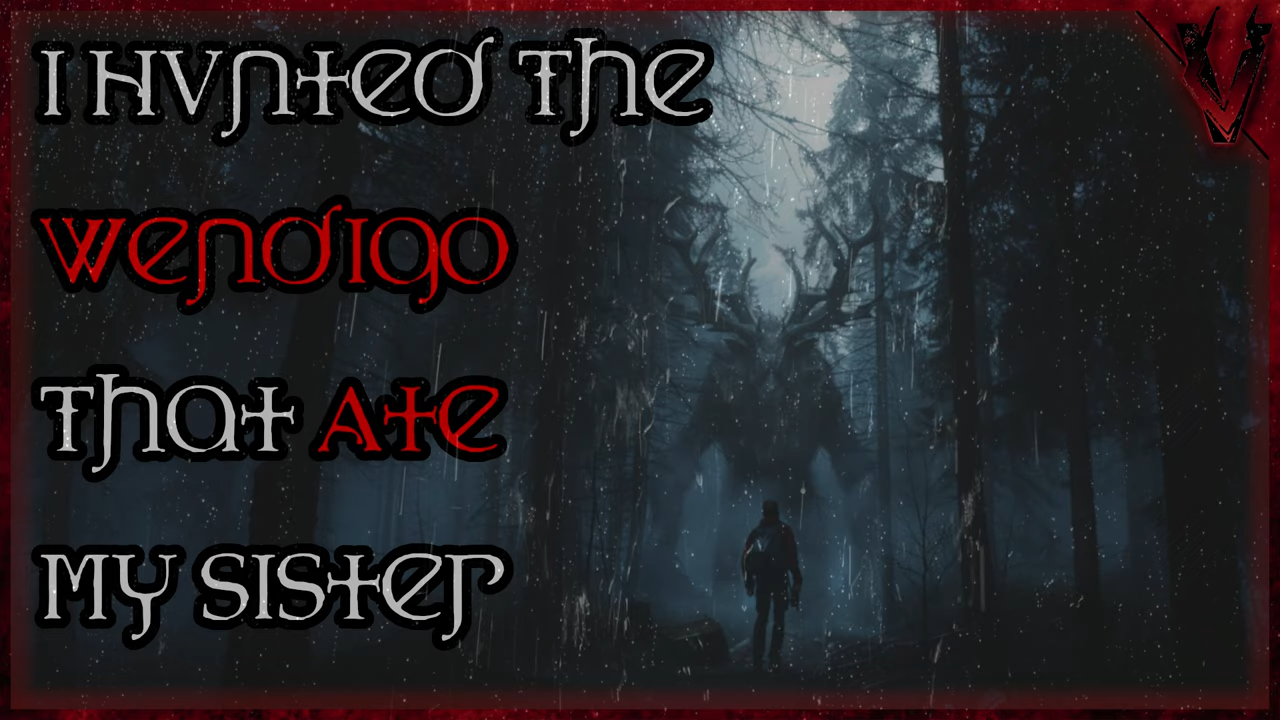 I HUNTED THE
WENDIGO
THAT ATE
MY SISTER
V